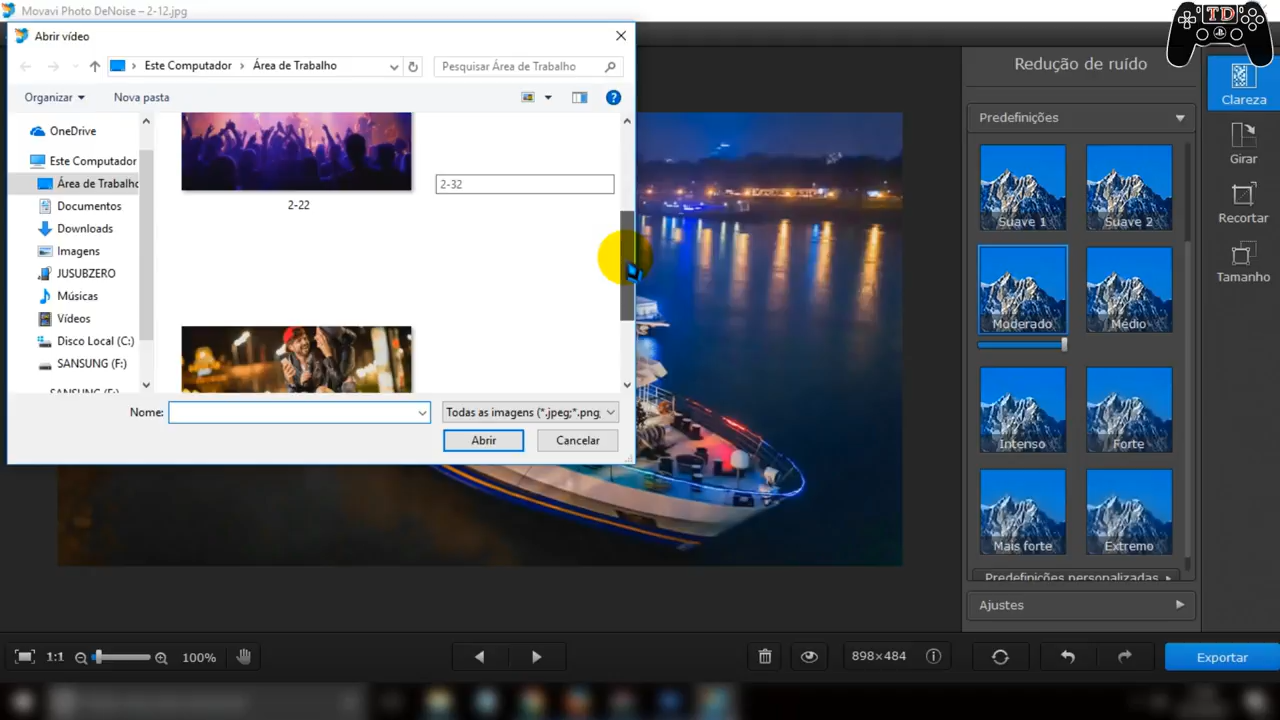 Movavi Photo DeNoise – 2-12.jpg
TD
Abrir vídeo
Este Computador
Área de Trabalho
Pesquisar Área de Trabalho
Organizar
Nova pasta
OneDrive
Este Computador
Área de Trabalho
Documentos
Downloads
Imagens
JUSUBZERO
Músicas
Vídeos
Disco Local (C:)
SANSUNG (F:)
SANSUNG (F:)
2-22
2-32
Nome:
Todas as imagens (*.jpeg;*.png,
Abrir
Cancelar
Redução de ruído
Predefinições
Suave 1
Suave 2
Moderado
Médio
Intenso
Forte
Mais forte
Extremo
Predefinições personalizadas
Ajustes
Clareza
Girar
Recortar
Tamanho
1:1
100%
898×484
Exportar